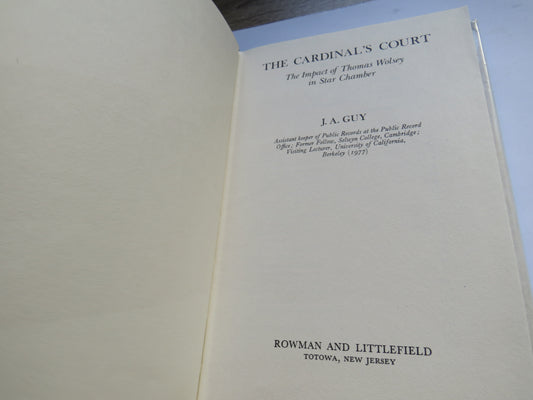 THE CARDINAL'S COURT
The Impact of Thomas Wolsey
in Star Chamber
J. A. GUY
Assistant keeper of Public Records at the Public Record
Office; Former Fellow, Selwyn College, Cambridge;
Visiting Lecturer, University of California,
Berkeley (1977)
ROWMAN AND LITTLEFIELD
TOTOWA, NEW JERSEY